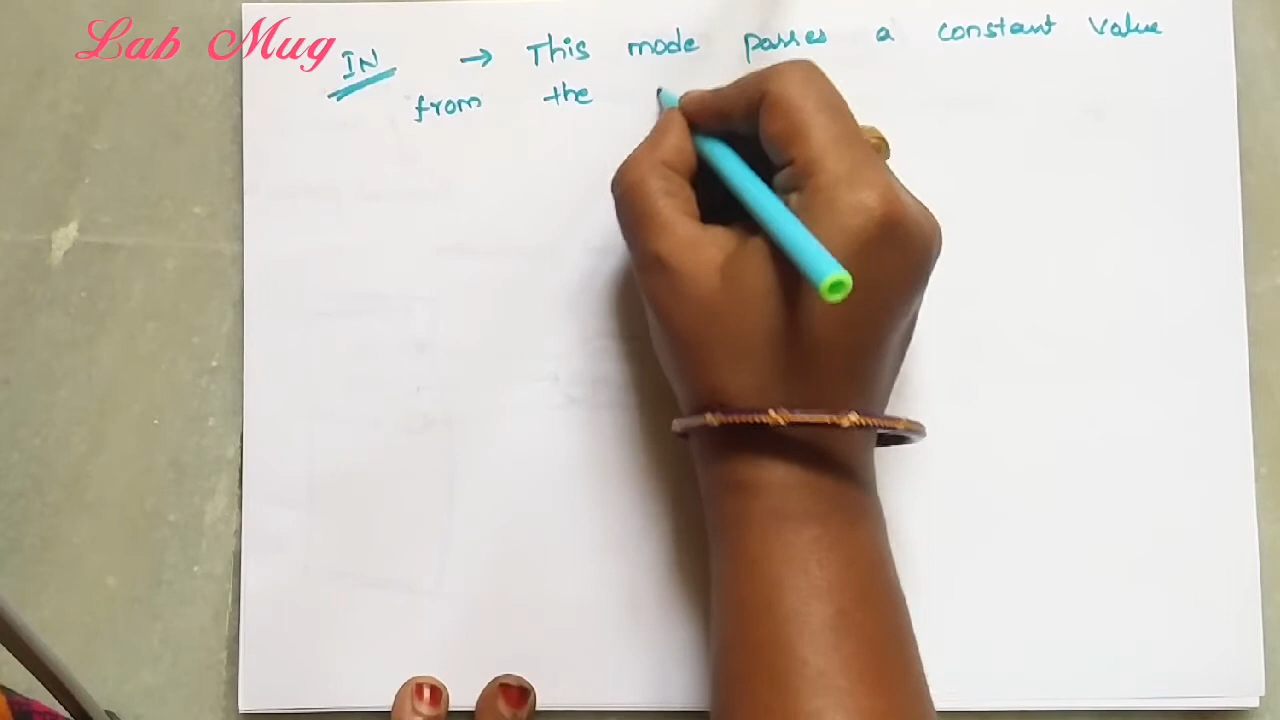 Lab Mug
IN → This mode passes a constant value
from the